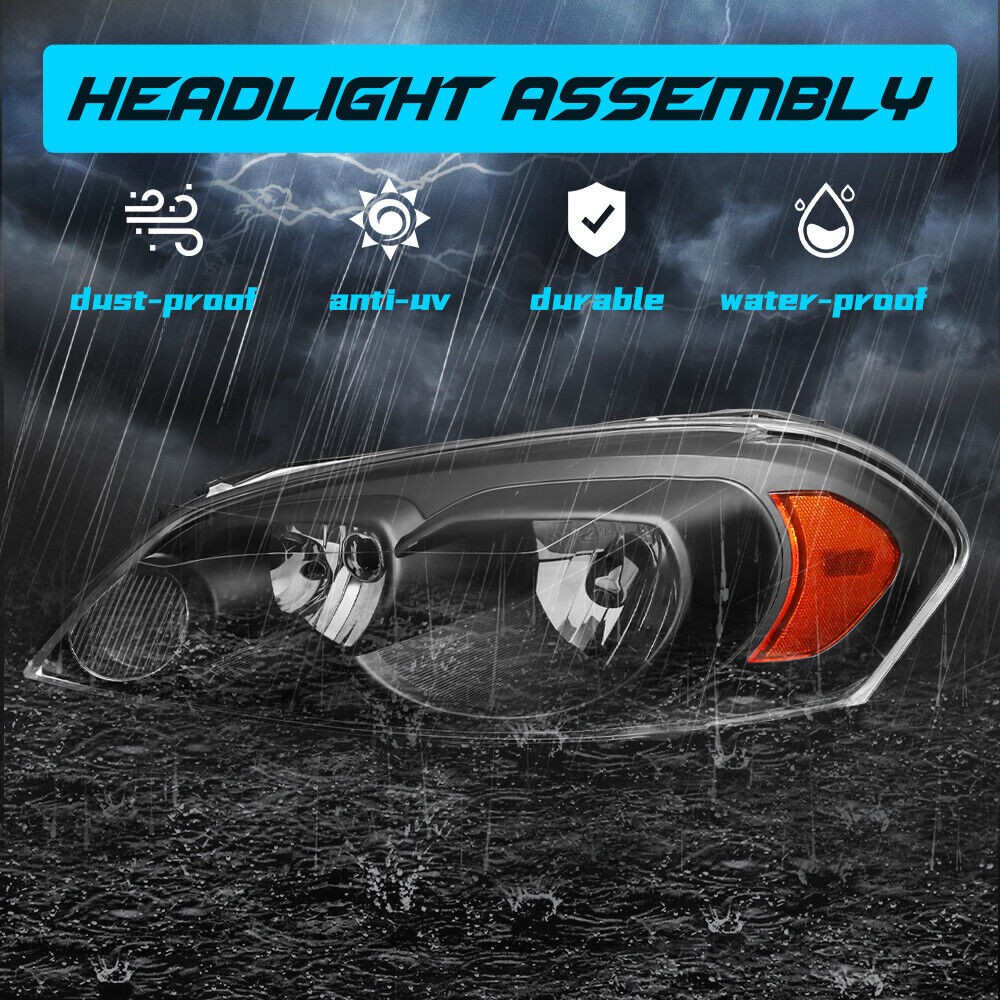 HEADLIGHT ASSEMBLY
dust-proof
anti-uv
durable
water-proof